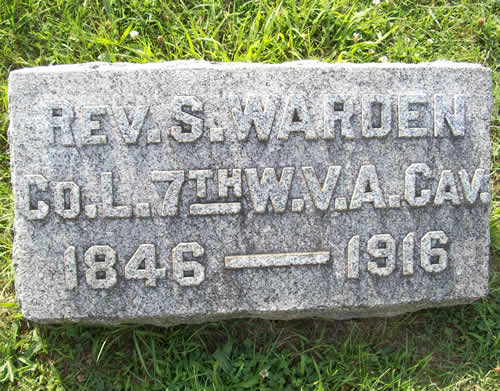 REV. S. WARDEN
CO. L. 7TH W. V. A. CAV.
1846 — 1916